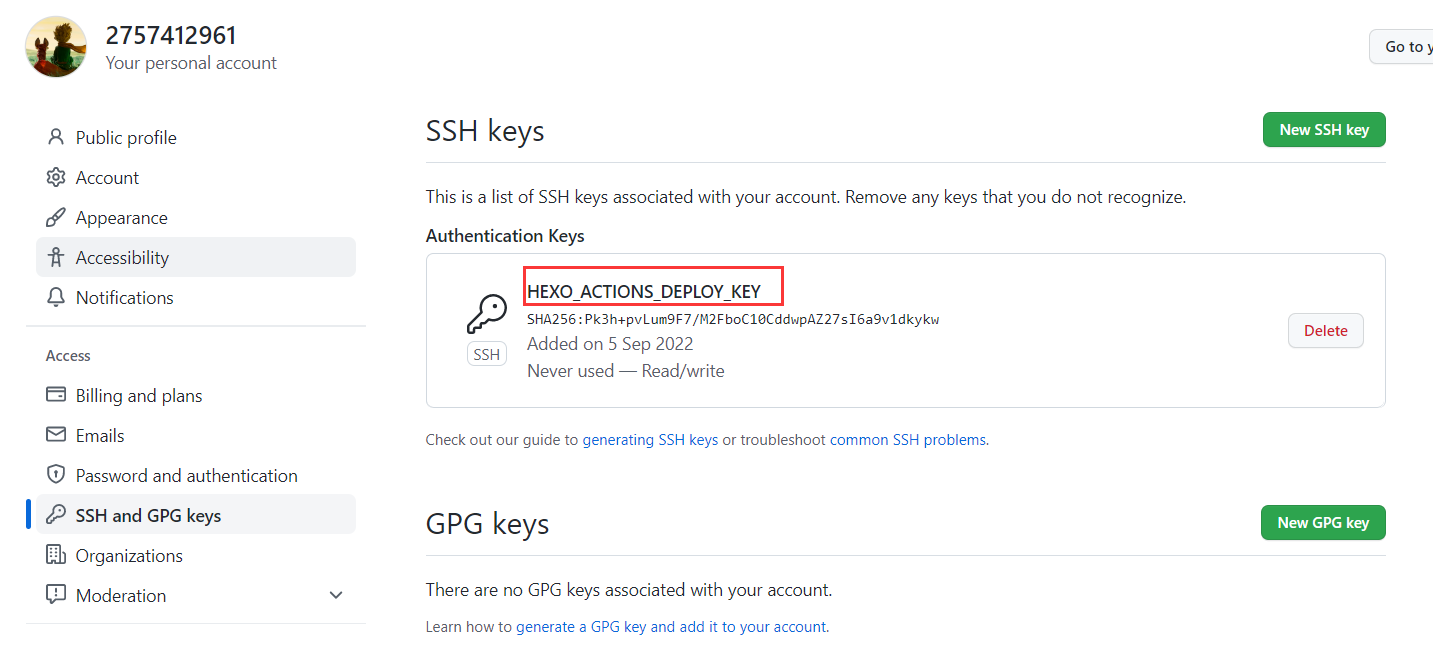 2757412961
Your personal account
Go to y
Public profile
Account
Appearance
Accessibility
Notifications
Access
Billing and plans
Emails
Password and authentication
SSH and GPG keys
Organizations
Moderation
SSH keys
New SSH key
This is a list of SSH keys associated with your account. Remove any keys that you do not recognize.
Authentication Keys
HEXO_ACTIONS_DEPLOY_KEY
SHA256:Pk3h+pvLum9F7/M2FboC10CddwpAZ27sI6a9v1dkykw
Added on 5 Sep 2022
Never used — Read/write
SSH
Delete
Check out our guide to generating SSH keys or troubleshoot common SSH problems.
GPG keys
New GPG key
There are no GPG keys associated with your account.
Learn how to generate a GPG key and add it to your account.